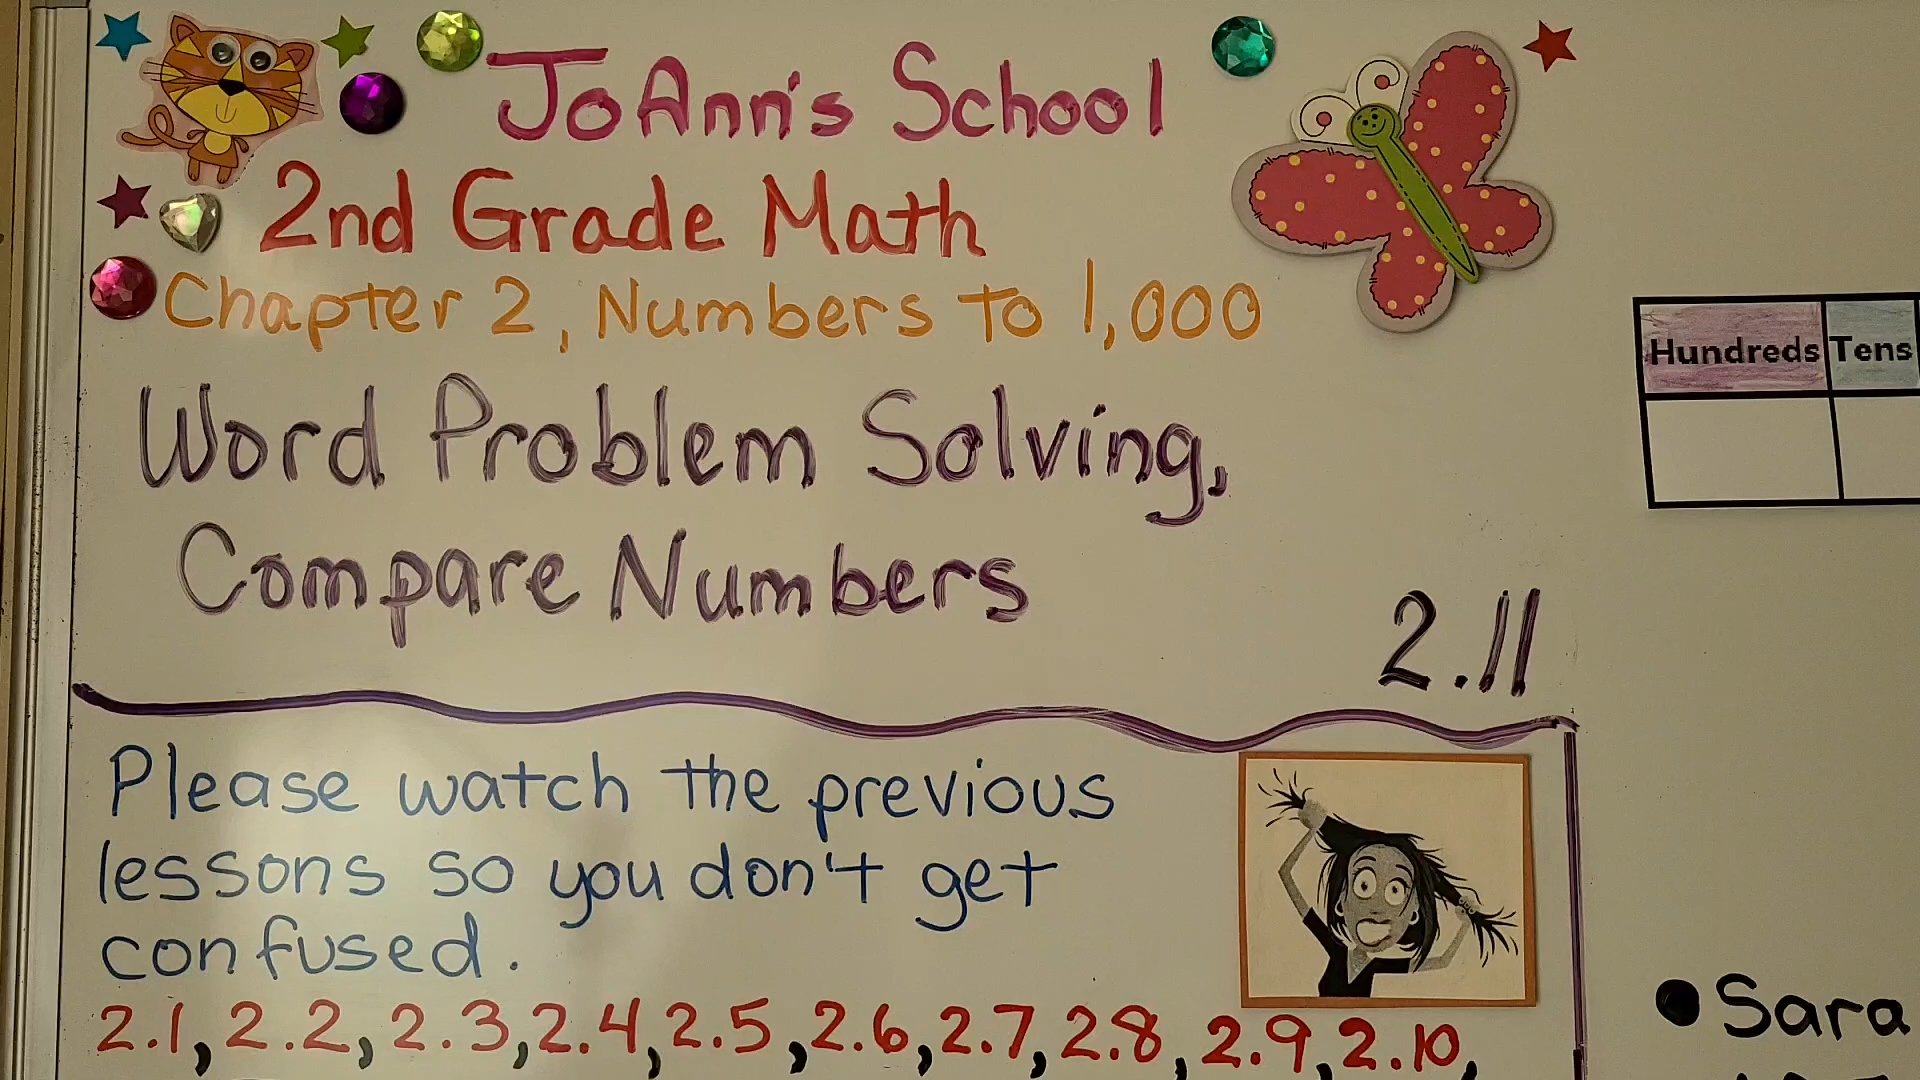 JoAnn's School
2nd Grade Math
Chapter 2, Numbers to 1,000
Word Problem Solving,
Compare Numbers
2.11
Please watch the previous
lessons so you don't get
confused.
2.1, 2.2, 2.3, 2.4, 2.5, 2.6, 2.7, 2.8, 2.9, 2.10,
Hundreds Tens
Sara